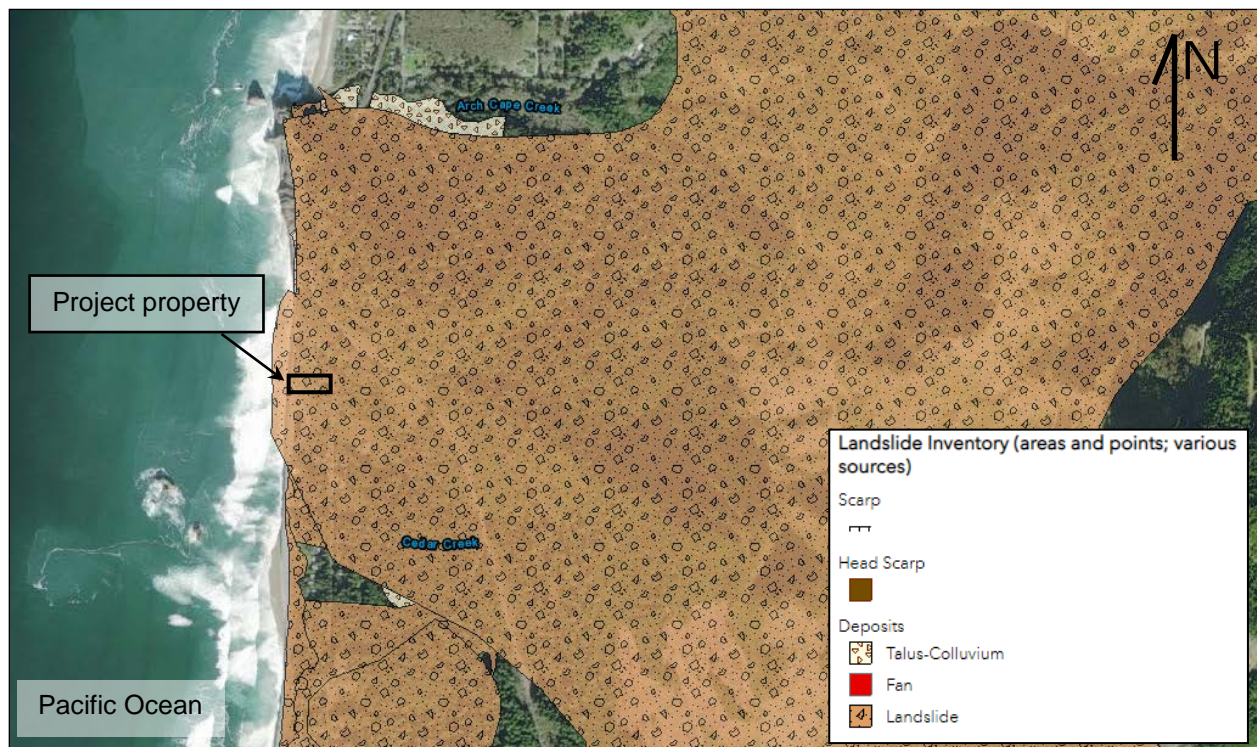 N
Arch Cape Creek
Project property
Cedar Creek
Pacific Ocean
Landslide Inventory (areas and points; various
sources)
Scarp
Head Scarp
Deposits
Talus-Colluvium
Fan
Landslide